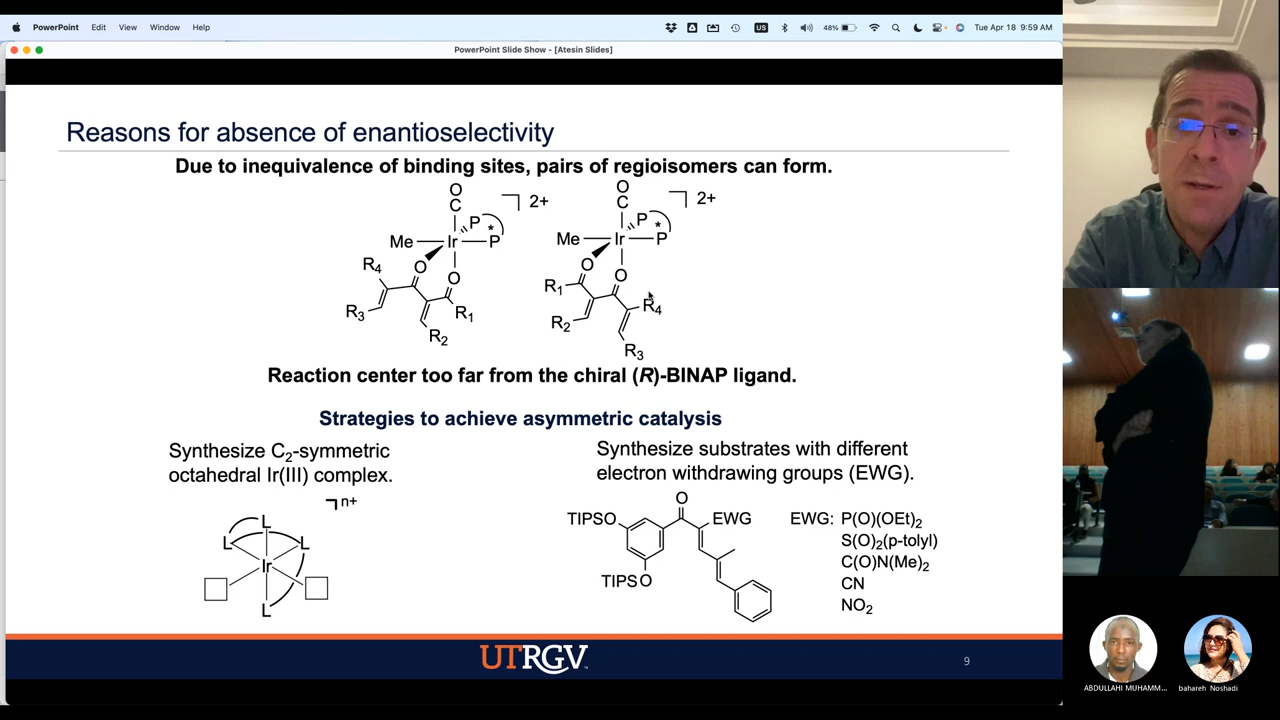 PowerPoint Edit View Window Help
US 48% Tue Apr 18 9:59 AM
PowerPoint Slide Show - [Atesin Slides]
Reasons for absence of enantioselectivity
Due to inequivalence of binding sites, pairs of regioisomers can form.
O
C
P
*
Me Ir P
2+
O O
R4
R3
R1
R2
O
C
P
*
Me Ir P
2+
O O
R1
R4
R2
R3
Reaction center too far from the chiral (R)-BINAP ligand.
Strategies to achieve asymmetric catalysis
Synthesize C2-symmetric
octahedral Ir(III) complex.
n+
L
L L
Ir
L
Synthesize substrates with different
electron withdrawing groups (EWG).
O
TIPSO EWG
TIPSO
EWG: P(O)(OEt)2
S(O)2(p-tolyl)
C(O)N(Me)2
CN
NO2
UTRGV
9
ABDULLAHI MUHAMM...
bahareh Noshadi